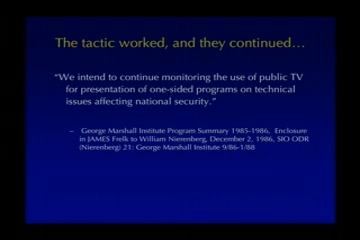 The tactic worked, and they continued…
“We intend to continue monitoring the use of public TV
for presentation of one-sided programs on technical
issues affecting national security.”
– George Marshall Institute Program Summary 1985-1986, Enclosure
in JAMES Frelk to William Nierenberg, December 2, 1986, SIO ODR
(Nierenberg) 21: George Marshall Institute 9/86-1/88